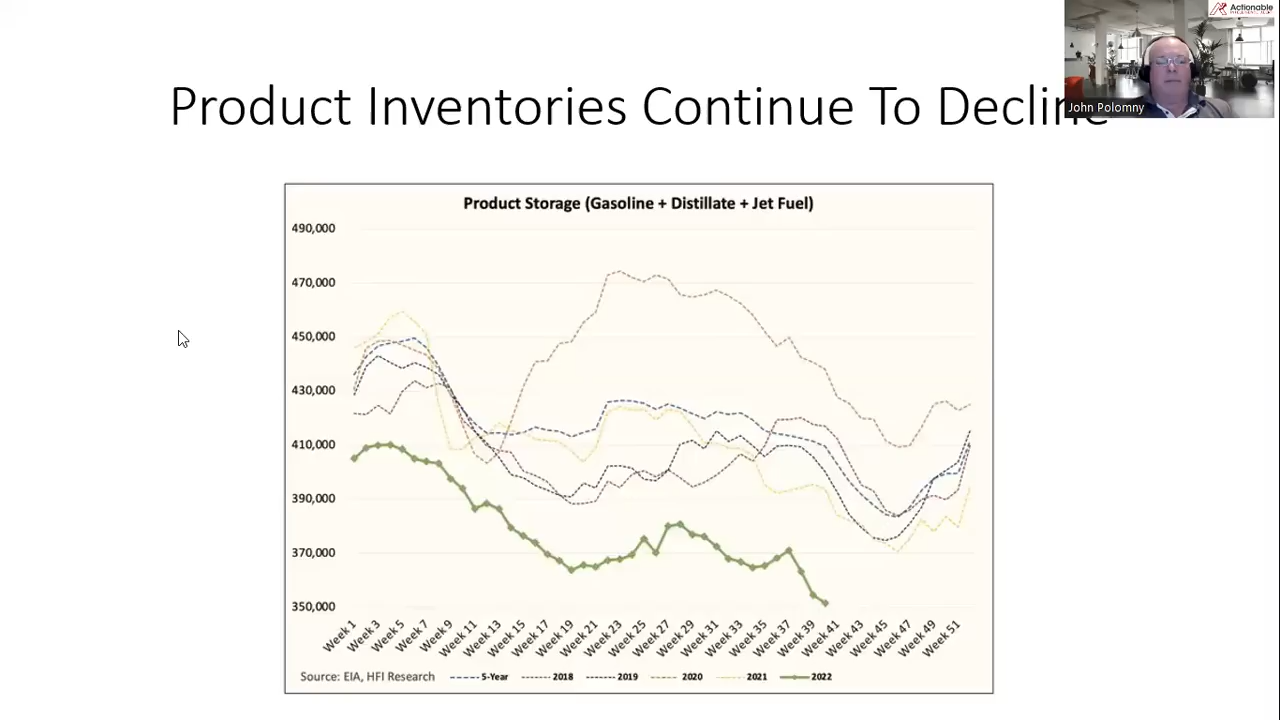 Actionable
John Polomny
Product Inventories Continue To Decline
Product Storage (Gasoline + Distillate + Jet Fuel)
490,000
470,000
450,000
430,000
410,000
390,000
370,000
350,000
Week 1
Week 3
Week 5
Week 7
Week 9
Week 11
Week 13
Week 15
Week 17
Week 19
Week 21
Week 23
Week 25
Week 27
Week 29
Week 31
Week 33
Week 35
Week 37
Week 39
Week 41
Week 43
Week 45
Week 47
Week 49
Week 51
Source: EIA, HFI Research
5-Year
2018
2019
2020
2021
2022